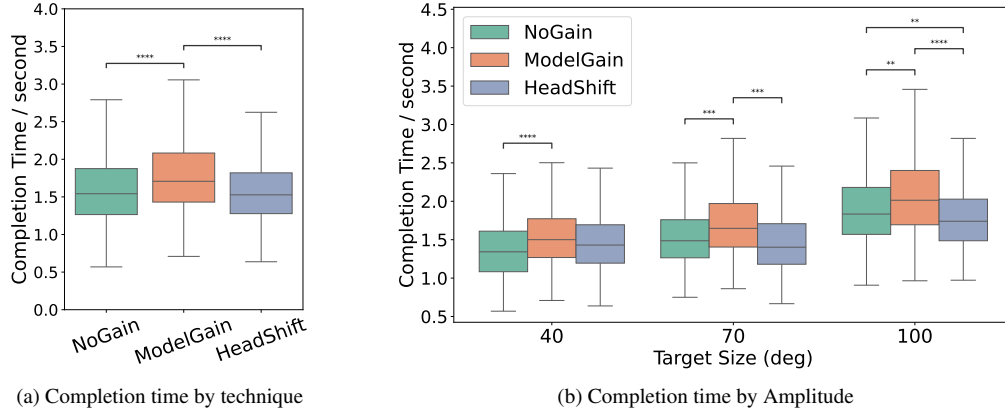 4.0
3.5
3.0
2.5
2.0
1.5
1.0
0.5
0.0
Completion Time / second
****
****
NoGain
ModelGain
HeadShift
(a) Completion time by technique
4.5
4.0
3.5
3.0
2.5
2.0
1.5
1.0
0.5
Completion Time / second
NoGain
ModelGain
HeadShift
****
***
***
**
****
**
40
70
100
Target Size (deg)
(b) Completion time by Amplitude